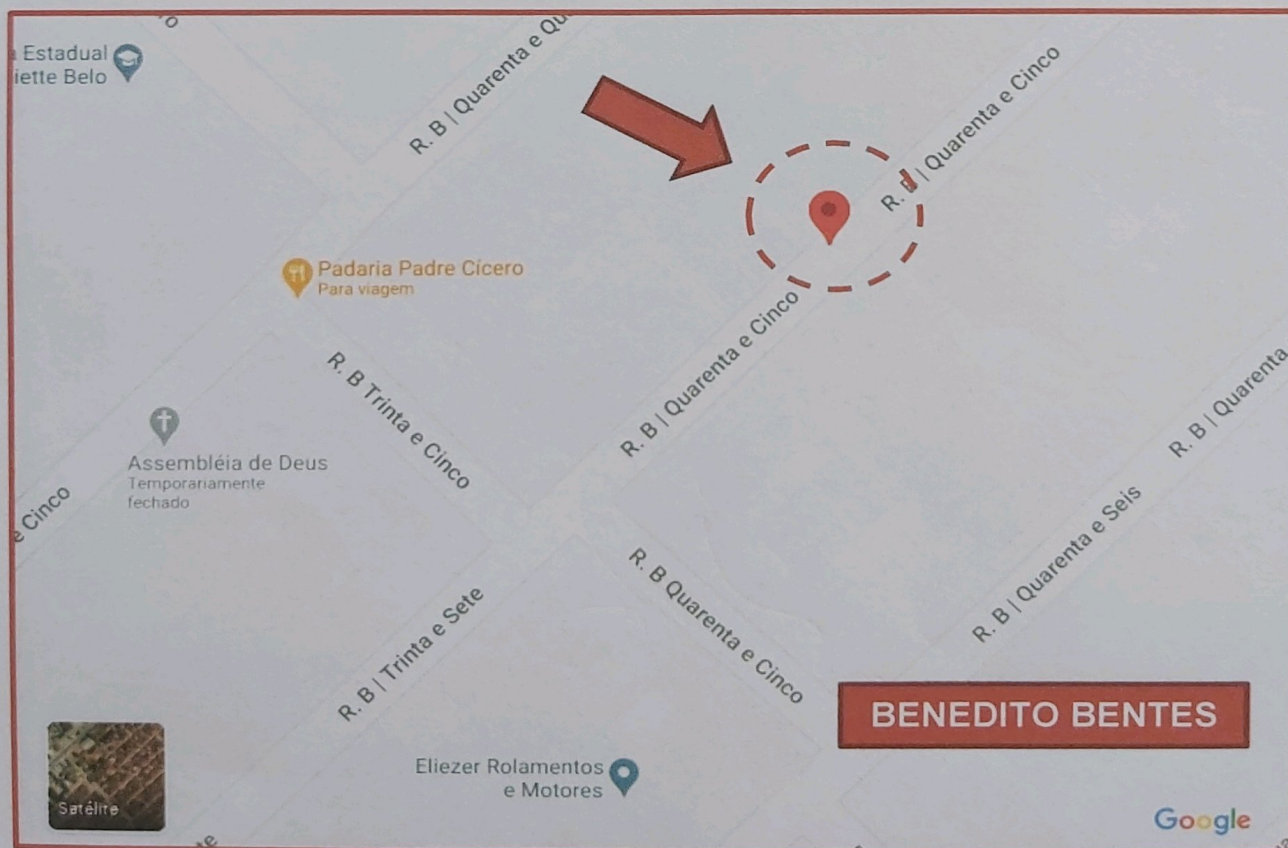 Estadual
iette Belo
R. B | Quarenta e Qu
R. B | Quarenta e Cinco
Padaria Padre Cícero
Para viagem
R. B | Quarenta e Cinco
R. B Trinta e Cinco
R. B | Quarenta
Assembléia de Deus
Temporariamente
fechado
e Cinco
R. B | Quarenta e Seis
R. B Quarenta e Cinco
R. B | Trinta e Sete
BENEDITO BENTES
Eliezer Rolamentos
e Motores
Satélite
Google